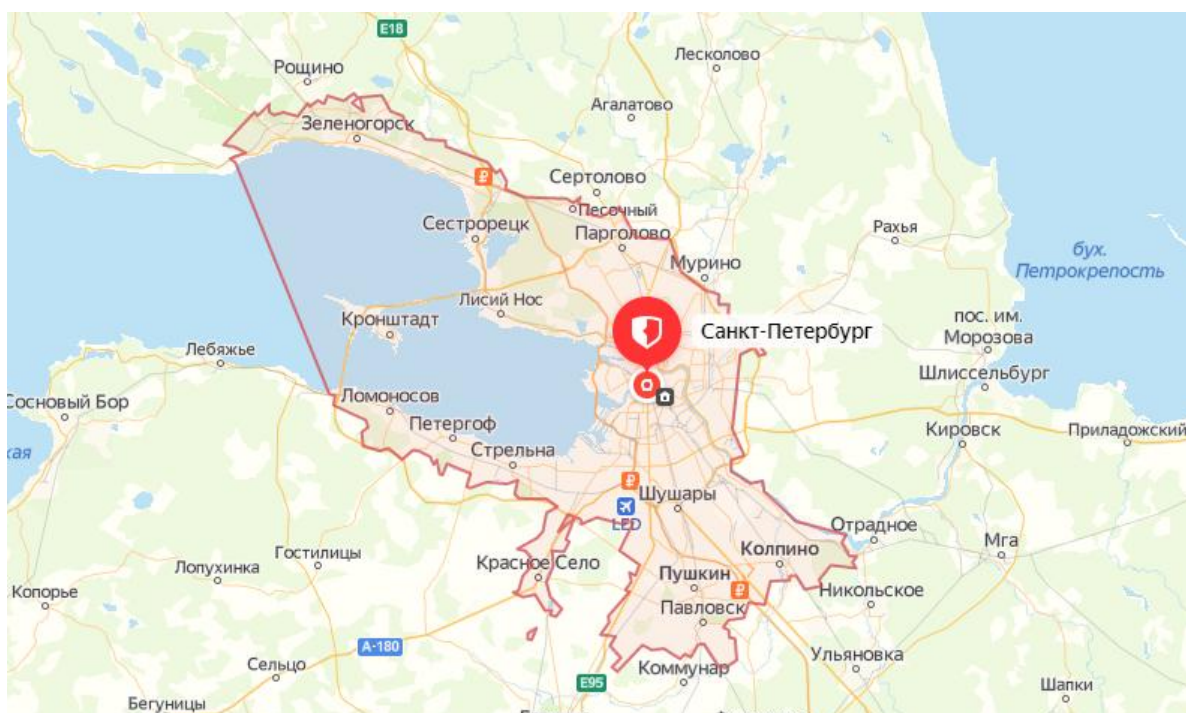 E18
Лесколово
Рощино
Агалатово
Зеленогорск
Сертолово
Песочный
Сестрорецк
Парголово
Рахья
бух.
Петрокрепость
Мурино
Лисий Нос
Кронштадт
Санкт-Петербург
пос. им.
Морозова
Лебяжье
Шлиссельбург
Ломоносов
Сосновый Бор
Петергоф
Кировск
Приладожский
кая
Стрельна
Шушары
LED
Отрадное
Гостилицы
Колпино
Мга
Красное Село
Лопухинка
Пушкин
Копорье
Никольское
Павловск
А-180
Сельцо
Коммунар
Ульяновка
E95
Шапки
Бегуницы